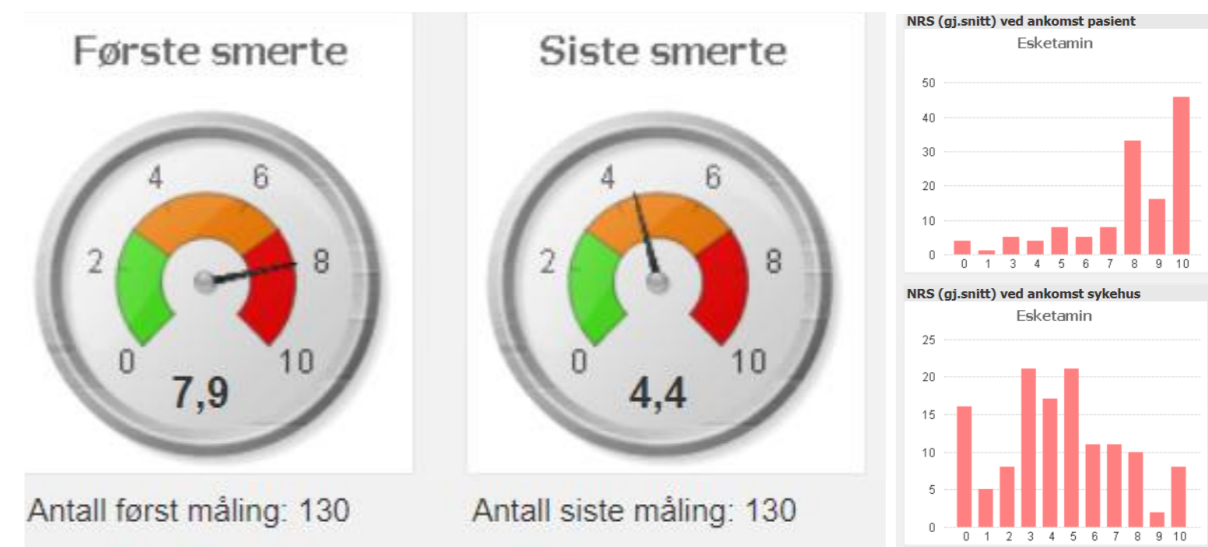 Første smerte
4
6
2
8
0
10
7,9
Antall først måling: 130
Siste smerte
4
6
2
8
0
10
4,4
Antall siste måling: 130
NRS (gj.snitt) ved ankomst pasient
Esketamin
50
40
30
20
10
0
0 1 3 4 5 6 7 8 9 10
NRS (gj.snitt) ved ankomst sykehus
Esketamin
25
20
15
10
5
0
0 1 2 3 4 5 6 7 8 9 10